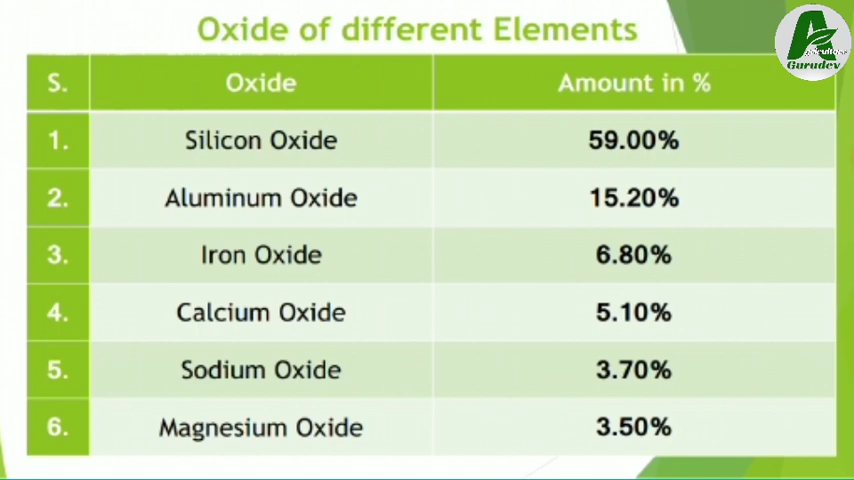 Oxide of different Elements
S. Oxide Amount in %
1. Silicon Oxide 59.00%
2. Aluminum Oxide 15.20%
3. Iron Oxide 6.80%
4. Calcium Oxide 5.10%
5. Sodium Oxide 3.70%
6. Magnesium Oxide 3.50%
A
Gurudev